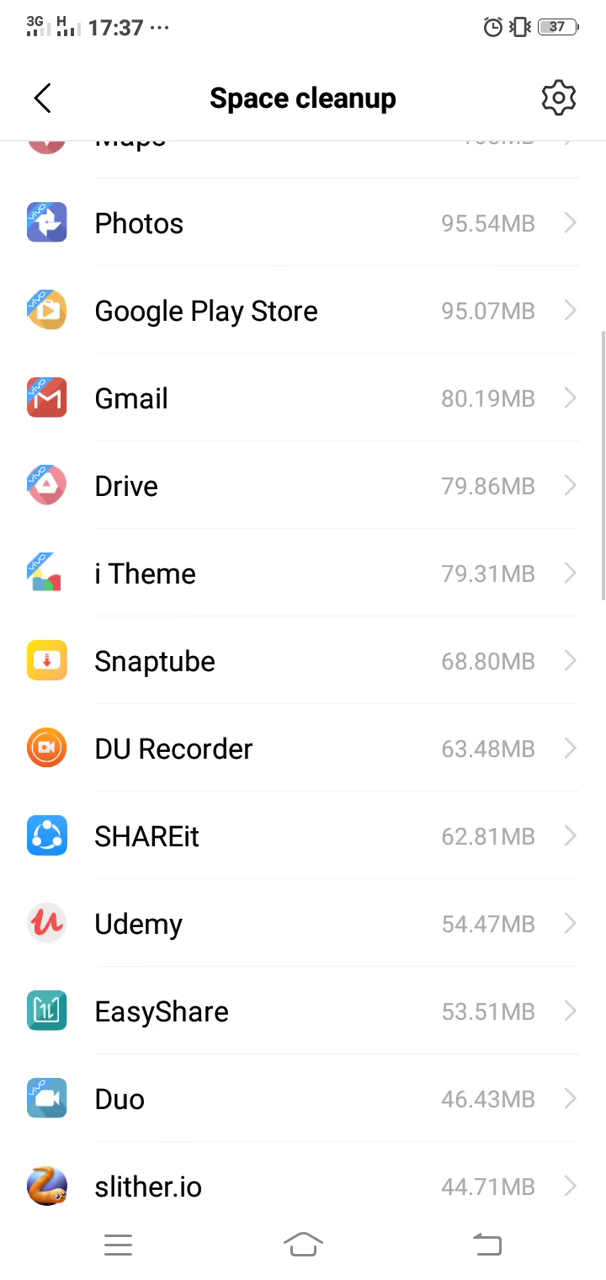 3G H 17:37 ... 37
Space cleanup
Maps
Photos 95.54MB
Google Play Store 95.07MB
Gmail 80.19MB
Drive 79.86MB
i Theme 79.31MB
Snaptube 68.80MB
DU Recorder 63.48MB
SHAREit 62.81MB
Udemy 54.47MB
EasyShare 53.51MB
Duo 46.43MB
slither.io 44.71MB